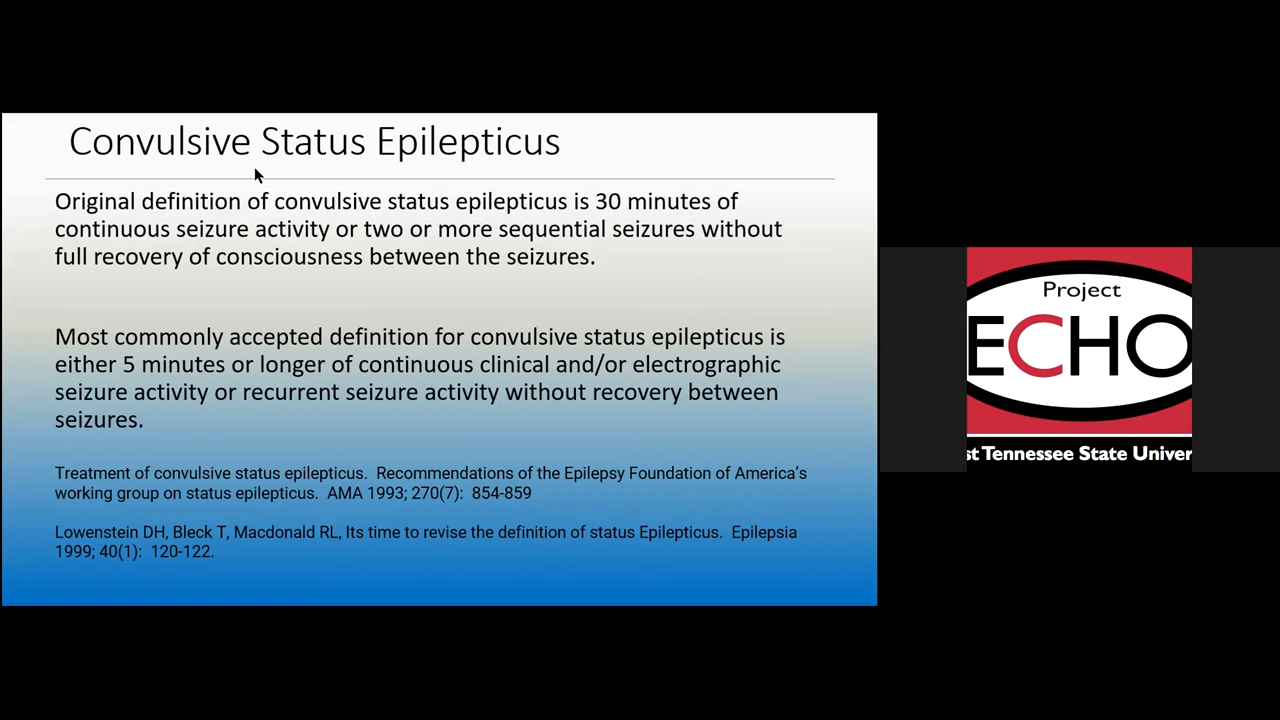 Convulsive Status Epilepticus
Original definition of convulsive status epilepticus is 30 minutes of
continuous seizure activity or two or more sequential seizures without
full recovery of consciousness between the seizures.
Most commonly accepted definition for convulsive status epilepticus is
either 5 minutes or longer of continuous clinical and/or electrographic
seizure activity or recurrent seizure activity without recovery between
seizures.
Treatment of convulsive status epilepticus. Recommendations of the Epilepsy Foundation of America’s
working group on status epilepticus. AMA 1993; 270(7): 854-859
Lowenstein DH, Bleck T, Macdonald RL, Its time to revise the definition of status Epilepticus. Epilepsia
1999; 40(1): 120-122.
Project
ECHO
st Tennessee State Univer